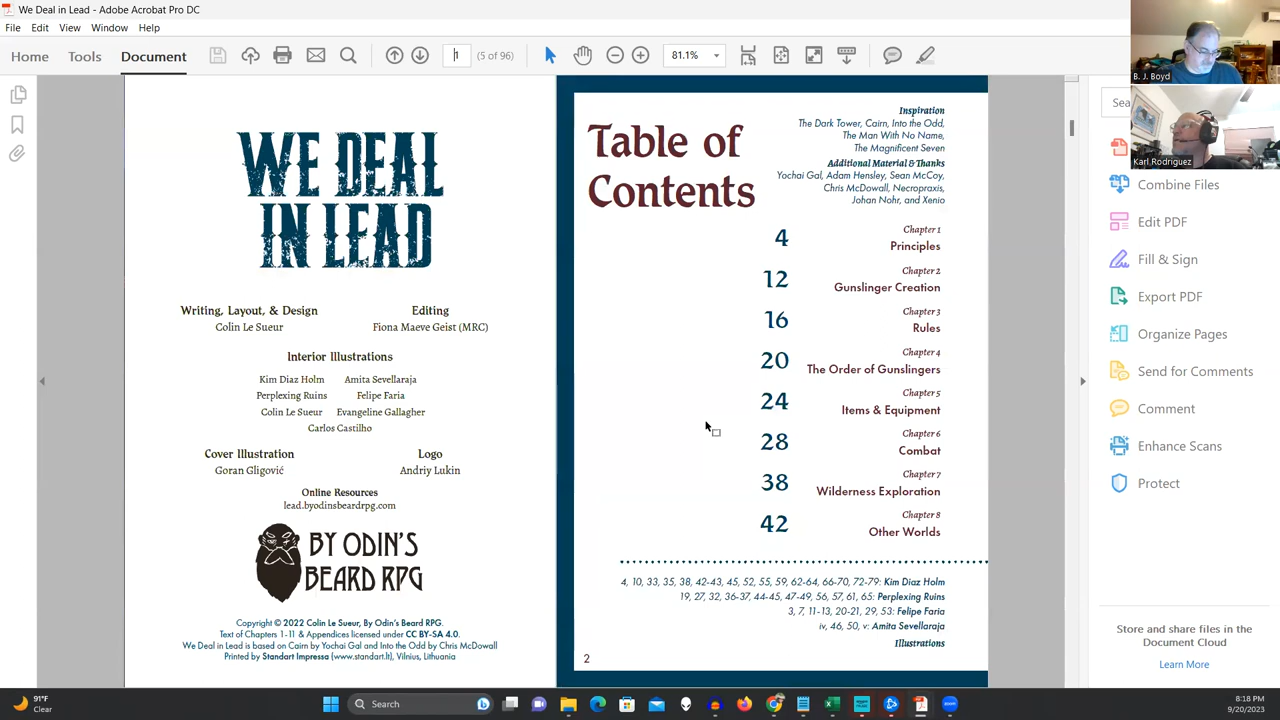 We Deal in Lead - Adobe Acrobat Pro DC
File Edit View Window Help
Home Tools Document
(5 of 96)
81.1%
B. J. Boyd
Karl Rodriguez
Sea
Combine Files
Edit PDF
Fill & Sign
Export PDF
Organize Pages
Send for Comments
Comment
Enhance Scans
Protect
Store and share files in the
Document Cloud
Learn More
WE DEAL
IN LEAD
Writing, Layout, & Design
Colin Le Sueur
Editing
Fiona Maeve Geist (MRC)
Interior Illustrations
Kim Diaz Holm Amita Sevellaraja
Perplexing Ruins Felipe Faria
Colin Le Sueur Evangeline Gallagher
Carlos Castilho
Cover Illustration
Goran Gligović
Logo
Andriy Lukin
Online Resources
lead.byodinsbeardrpg.com
BY ODIN'S
BEARD RPG
Copyright © 2022 Colin Le Sueur, By Odin's Beard RPG.
Text of Chapters 1-11 & Appendices licensed under CC BY-SA 4.0.
We Deal in Lead is based on Cairn by Yochai Gal and Into the Odd by Chris McDowall
Printed by Standart Impressa (www.standart.lt), Vilnius, Lithuania
Table of
Contents
Inspiration
The Dark Tower, Cairn, Into the Odd,
The Man With No Name,
The Magnificent Seven
Additional Material & Thanks
Yochai Gal, Adam Hensley, Sean McCoy,
Chris McDowall, Necropraxis,
Johan Nohr, and Xenio
4 Chapter 1
Principles
12 Chapter 2
Gunslinger Creation
16 Chapter 3
Rules
20 Chapter 4
The Order of Gunslingers
24 Chapter 5
Items & Equipment
28 Chapter 6
Combat
38 Chapter 7
Wilderness Exploration
42 Chapter 8
Other Worlds
4, 10, 33, 35, 38, 42-43, 45, 52, 55, 59, 62-64, 66-70, 72-79: Kim Diaz Holm
19, 27, 32, 36-37, 44-45, 47-49, 56, 57, 61, 65: Perplexing Ruins
3, 7, 11-13, 20-21, 29, 53: Felipe Faria
iv, 46, 50, v: Amita Sevellaraja
Illustrations
2
91°F
Clear
Search
8:18 PM
9/20/2023